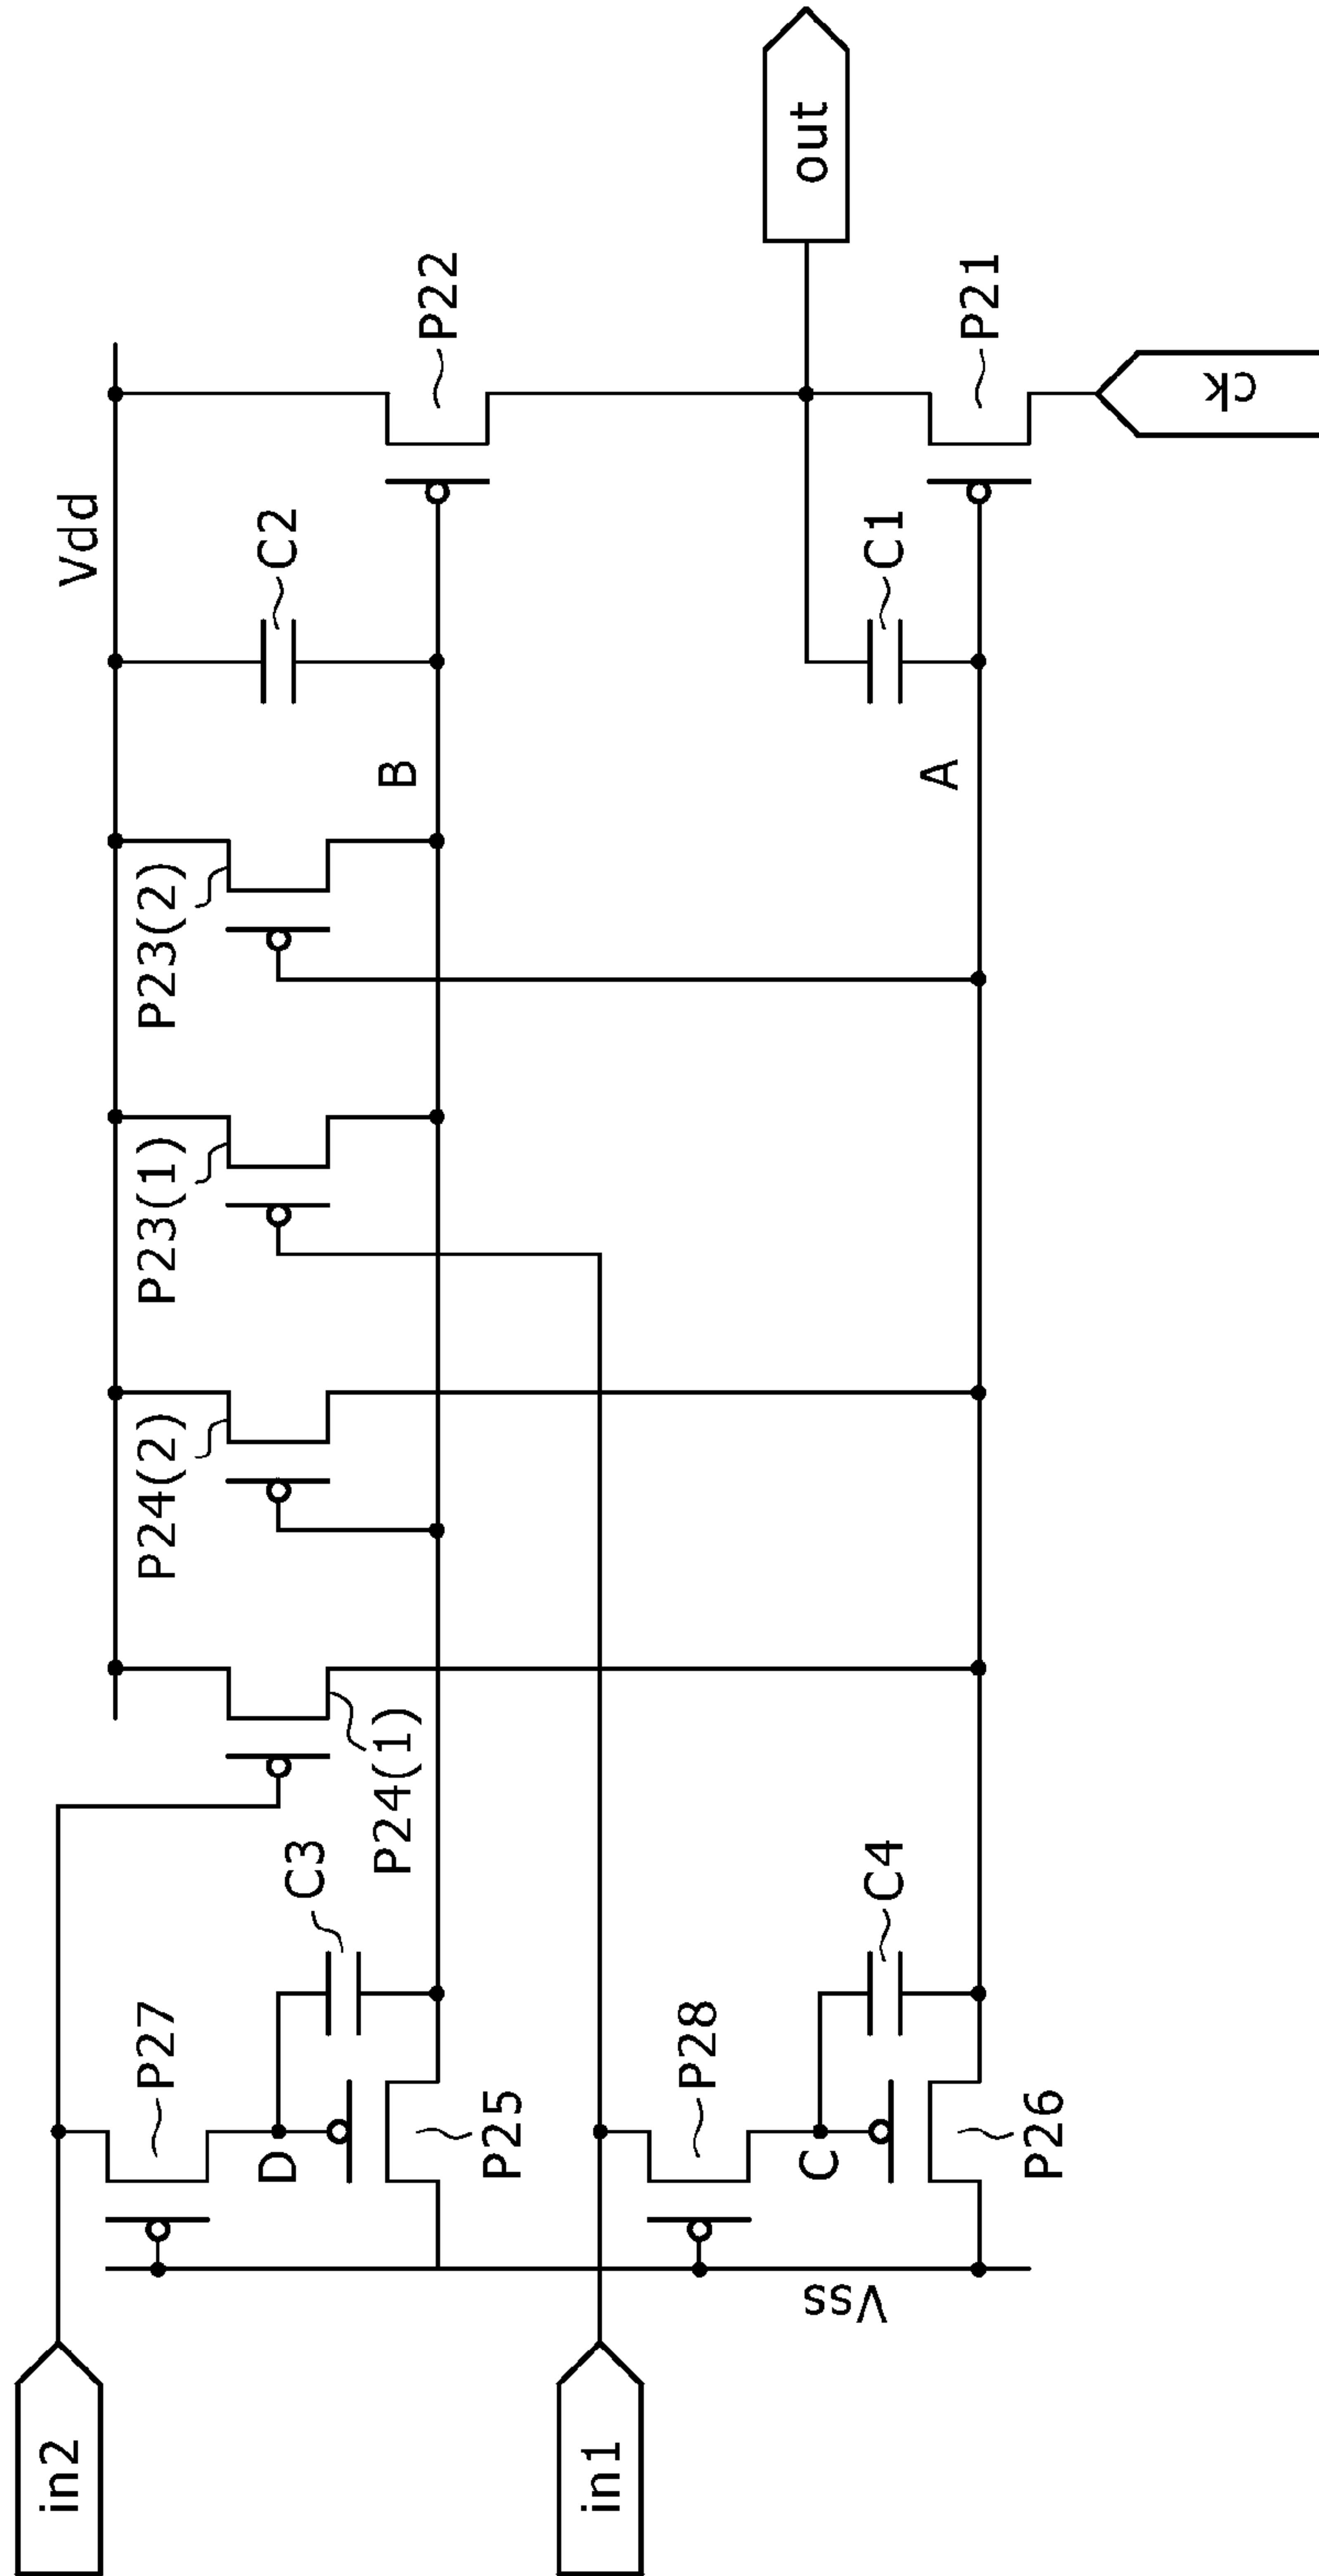 in2
P27
D
C3
P25
P24(1)
P24(2)
P23(1)
P23(2)
Vdd
C2
B
P22
out
in1
Vss
P28
C
C4
P26
A
C1
P21
ck